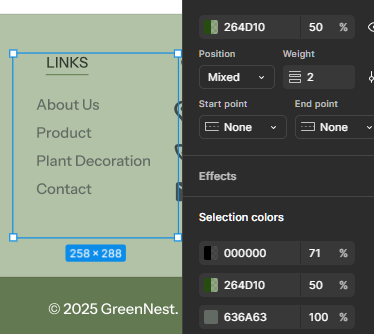 LINKS
About Us
Product
Plant Decoration
Contact
258 × 288
© 2025 GreenNest.
264D10 50 %
Position Weight
Mixed 2
Start point End point
None None
Effects
Selection colors
000000 71 %
264D10 50 %
636A63 100 %